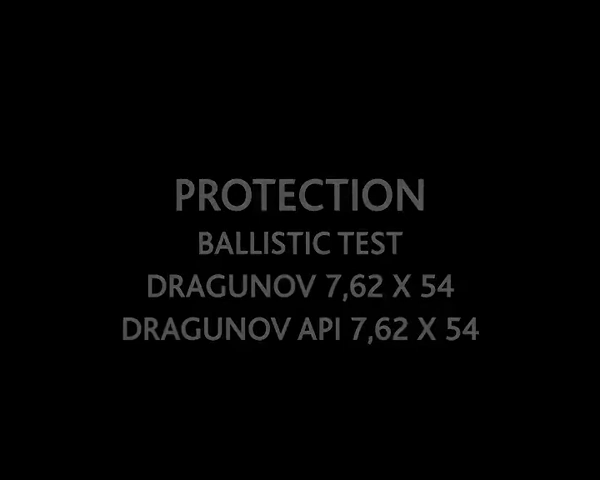 PROTECTION
BALLISTIC TEST
DRAGUNOV 7,62 X 54
DRAGUNOV API 7,62 X 54